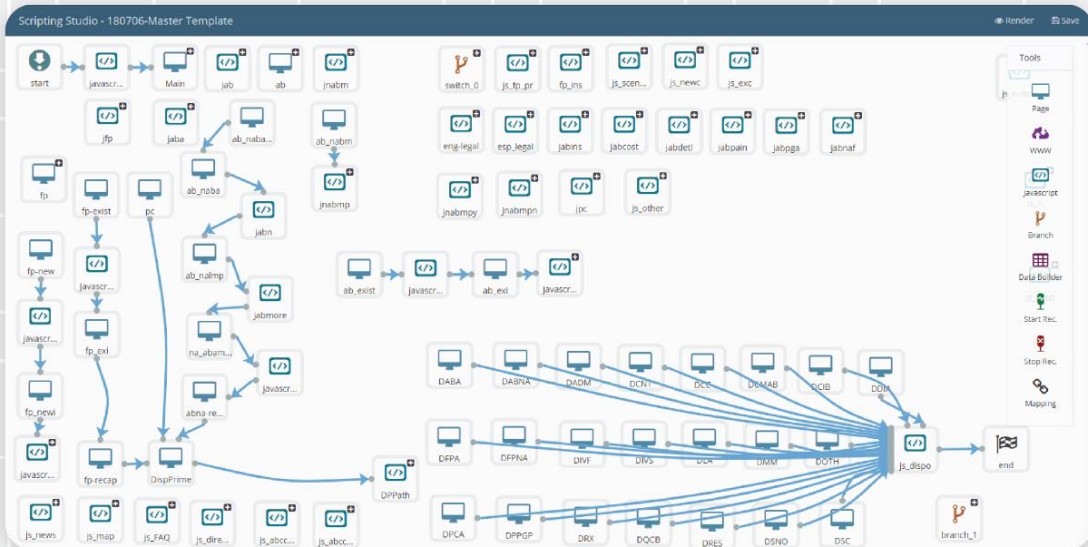 Scripting Studio - 180706-Master Template
Render
Save
start
javascr...
Main
jab
ab
jnabm
switch_0
js_fp_pr
fp_ins
js_scen...
js_newc
js_exc
Tools
Page
WWW
Javascript
Branch
Data Builder
Start Rec.
Stop Rec.
Mapping
jfp
jaba
ab_naba...
ab_nabm
eng-legal
esp_legal
jabins
jabcost
jabdetl
jabpain
jabpga
jabnaf
fp
fp-exist
pc
ab_naba
jnabmp
jnabmpy
Jnabmpn
jpc
js_other
jabn
fp-new
javascr...
ab_nalmp
ab_exist
javascr...
ab_exi
javascr...
jabmore
javascr...
fp_exi
na_abam...
javascr...
DABA
DABNA
DADM
DCNT
DCC
DCMAB
DCIB
fp_newi
abna-re...
javascr...
fp-recap
DispPrime
DPPath
DFPA
DFPNA
DIVF
DIVS
DMM
DOTH
js_dispo
end
js_news
js_map
js_FAQ
js_dire...
js_abcc...
js_abcc...
DPCA
DPPGP
DRX
DQCB
DRES
DSNO
DSC
branch_1